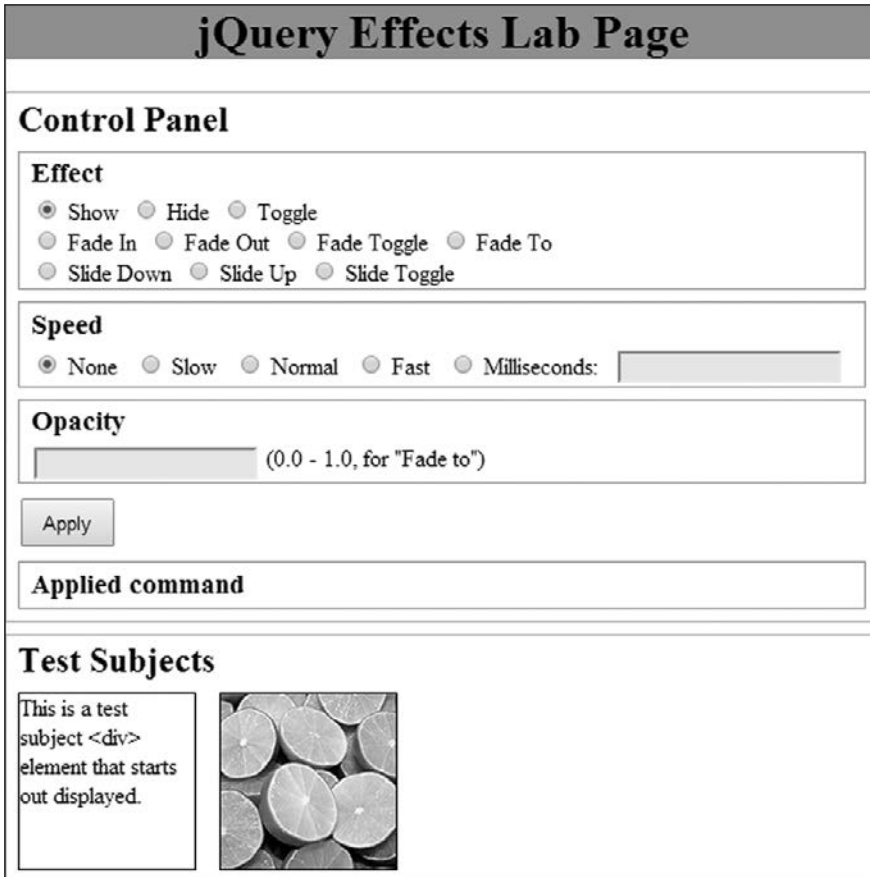 jQuery Effects Lab Page
Control Panel
Effect
Show Hide Toggle
Fade In Fade Out Fade Toggle Fade To
Slide Down Slide Up Slide Toggle
Speed
None Slow Normal Fast Milliseconds:
Opacity
(0.0 - 1.0, for "Fade to")
Apply
Applied command
Test Subjects
This is a test
subject <div>
element that starts
out displayed.